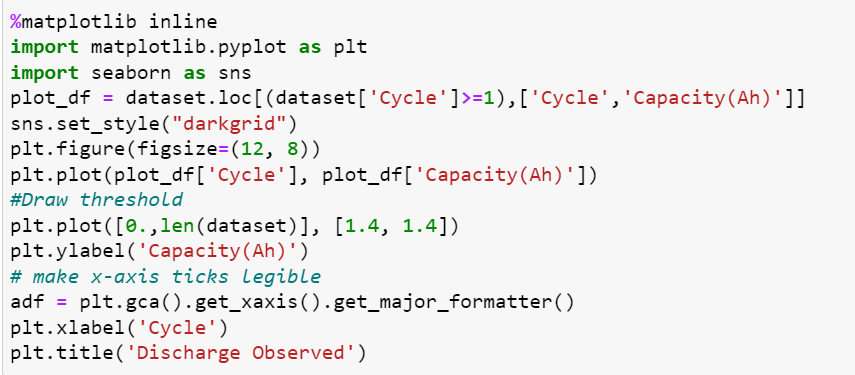 %matplotlib inline
import matplotlib.pyplot as plt
import seaborn as sns
plot_df = dataset.loc[(dataset['Cycle']>=1),['Cycle','Capacity(Ah)']]
sns.set_style("darkgrid")
plt.figure(figsize=(12, 8))
plt.plot(plot_df['Cycle'], plot_df['Capacity(Ah)'])
#Draw threshold
plt.plot([0.,len(dataset)], [1.4, 1.4])
plt.ylabel('Capacity(Ah)')
# make x-axis ticks legible
adf = plt.gca().get_xaxis().get_major_formatter()
plt.xlabel('Cycle')
plt.title('Discharge Observed')